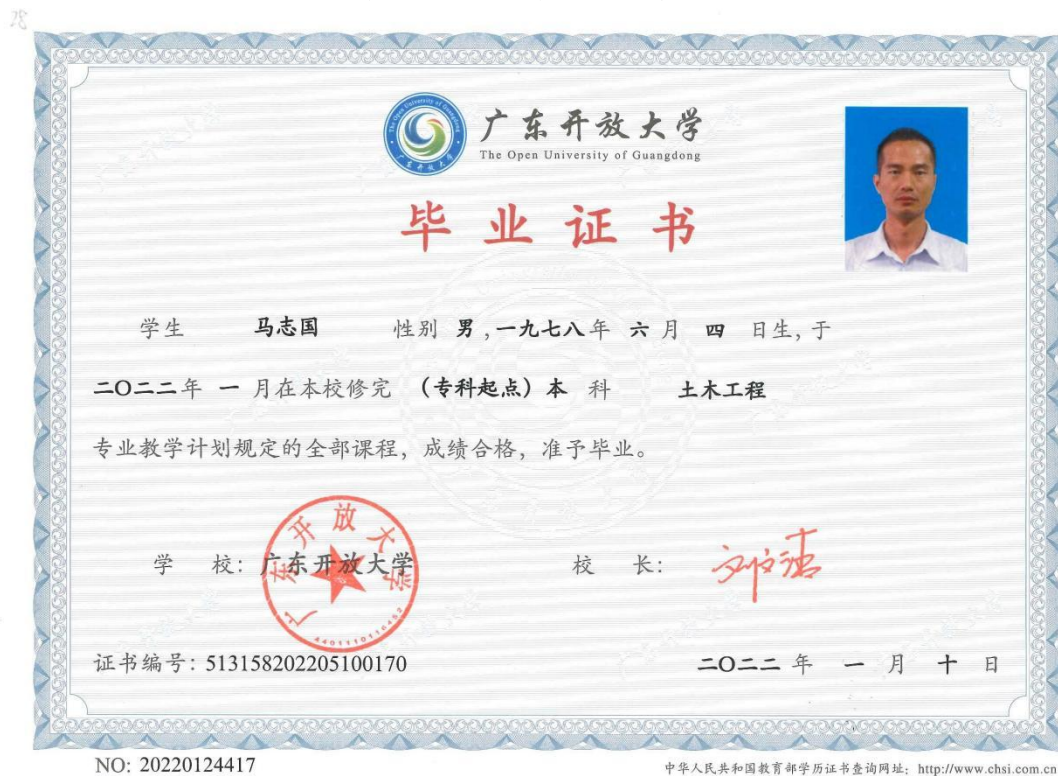 广东开放大学
The Open University of Guangdong
毕业证书
学生 马志国 性别 男,一九七八年 六 月 四 日生,于
二〇二二年 一 月在本校修完 (专科起点)本 科 土木工程
专业教学计划规定的全部课程,成绩合格,准予毕业。
学 校:广东开放大学 校 长:
广东开放大学
证书编号:513158202205100170 二〇二二 年 一 月 十 日
NO: 20220124417 中华人民共和国教育部学历证书查询网址:http://www.chsi.com.cn